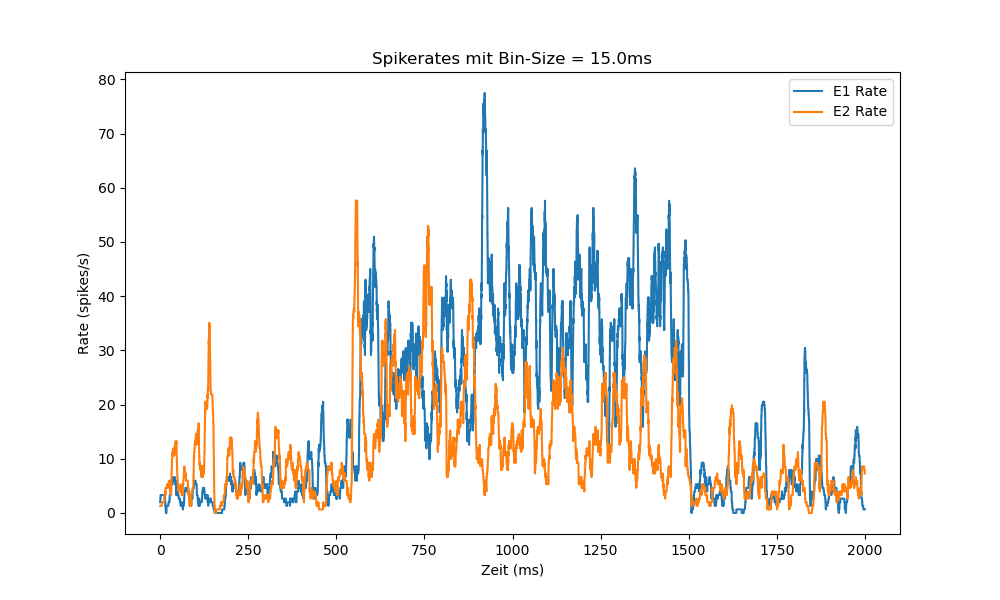 Spikerates mit Bin-Size = 15.0ms
E1 Rate
E2 Rate
80
70
60
50
40
30
20
10
0
Rate (spikes/s)
0 250 500 750 1000 1250 1500 1750 2000
Zeit (ms)